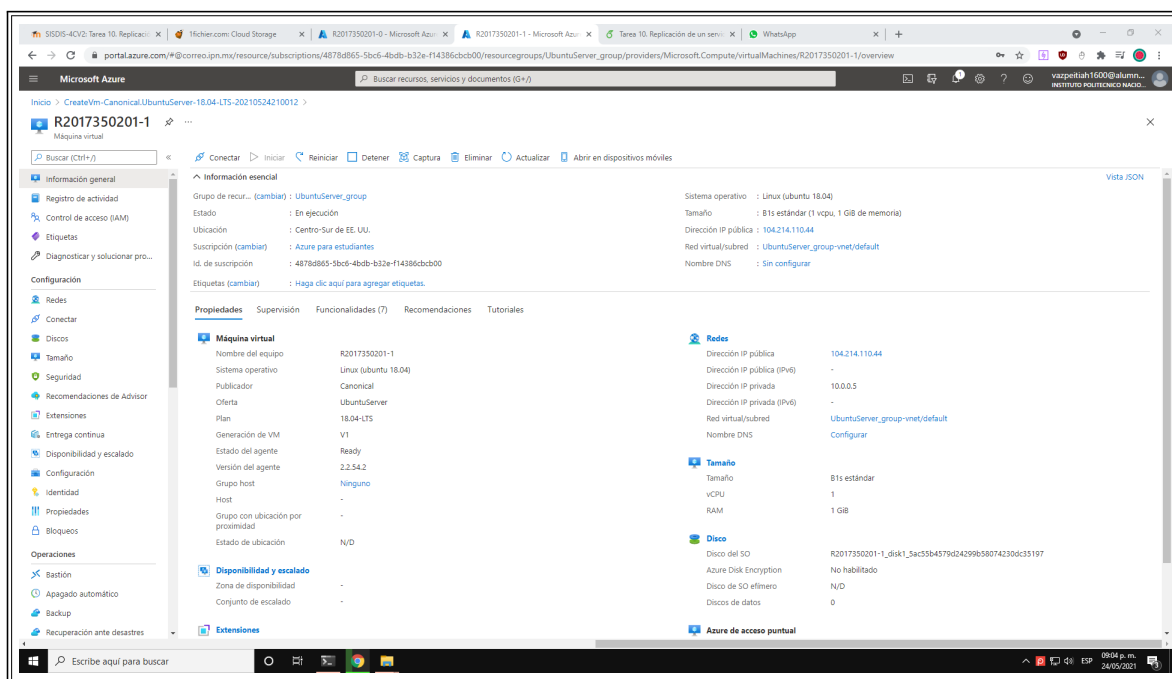 SISDIS-4CV2: Tarea 10. Replicació
1fichier.com: Cloud Storage
R2017350201-0 - Microsoft Azur
R2017350201-1 - Microsoft Azur
Tarea 10. Replicación de un servi
WhatsApp
portal.azure.com/#@correo.ipn.mx/resource/subscriptions/4878d865-5bc6-4bdb-b32e-f14386cbcb00/resourcegroups/UbuntuServer_group/providers/Microsoft.Compute/virtualMachines/R2017350201-1/overview
Microsoft Azure
Buscar recursos, servicios y documentos (G+/)
vazpeitiah1600@alumn...
INSTITUTO POLITECNICO NACIO...
Inicio > CreateVm-Canonical.UbuntuServer-18.04-LTS-20210524210012 >
R2017350201-1
Máquina virtual
Buscar (Ctrl+/)
Conectar Iniciar Reiniciar Detener Captura Eliminar Actualizar Abrir en dispositivos móviles
Información general
Registro de actividad
Control de acceso (IAM)
Etiquetas
Diagnosticar y solucionar pro...
Configuración
Redes
Conectar
Discos
Tamaño
Seguridad
Recomendaciones de Advisor
Extensiones
Entrega continua
Disponibilidad y escalado
Configuración
Identidad
Propiedades
Bloqueos
Operaciones
Bastión
Apagado automático
Backup
Recuperación ante desastres
Información esencial
Vista JSON
Grupo de recur... (cambiar) : UbuntuServer_group
Estado : En ejecución
Ubicación : Centro-Sur de EE. UU.
Suscripción (cambiar) : Azure para estudiantes
Id. de suscripción : 4878d865-5bc6-4bdb-b32e-f14386cbcb00
Etiquetas (cambiar) : Haga clic aquí para agregar etiquetas.
Sistema operativo : Linux (ubuntu 18.04)
Tamaño : B1s estándar (1 vcpu, 1 GiB de memoria)
Dirección IP pública : 104.214.110.44
Red virtual/subred : UbuntuServer_group-vnet/default
Nombre DNS : Sin configurar
Propiedades Supervisión Funcionalidades (7) Recomendaciones Tutoriales
Máquina virtual
Nombre del equipo R2017350201-1
Sistema operativo Linux (ubuntu 18.04)
Publicador Canonical
Oferta UbuntuServer
Plan 18.04-LTS
Generación de VM V1
Estado del agente Ready
Versión del agente 2.2.54.2
Grupo host Ninguno
Host -
Grupo con ubicación por
proximidad -
Estado de ubicación N/D
Disponibilidad y escalado
Zona de disponibilidad -
Conjunto de escalado -
Extensiones
Redes
Dirección IP pública 104.214.110.44
Dirección IP pública (IPv6) -
Dirección IP privada 10.0.0.5
Dirección IP privada (IPv6) -
Red virtual/subred UbuntuServer_group-vnet/default
Nombre DNS Configurar
Tamaño
Tamaño B1s estándar
vCPU 1
RAM 1 GiB
Disco
Disco del SO R2017350201-1_disk1_5ac55b4579d24299b58074230dc35197
Azure Disk Encryption No habilitado
Disco de SO efímero N/D
Discos de datos 0
Azure de acceso puntual
Escribe aquí para buscar
ESP
09:04 p. m.
24/05/2021